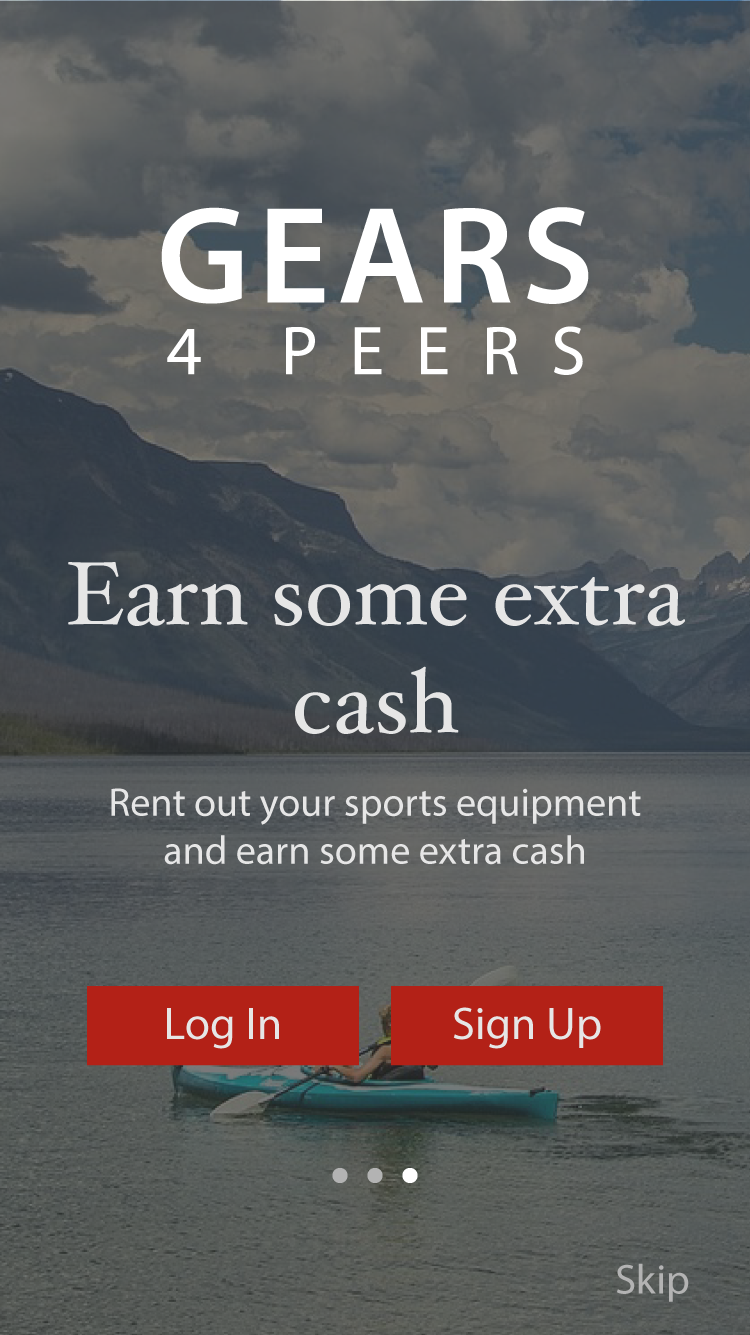 GEARS
4 PEERS
Earn some extra
cash
Rent out your sports equipment
and earn some extra cash
Log In
Sign Up
Skip